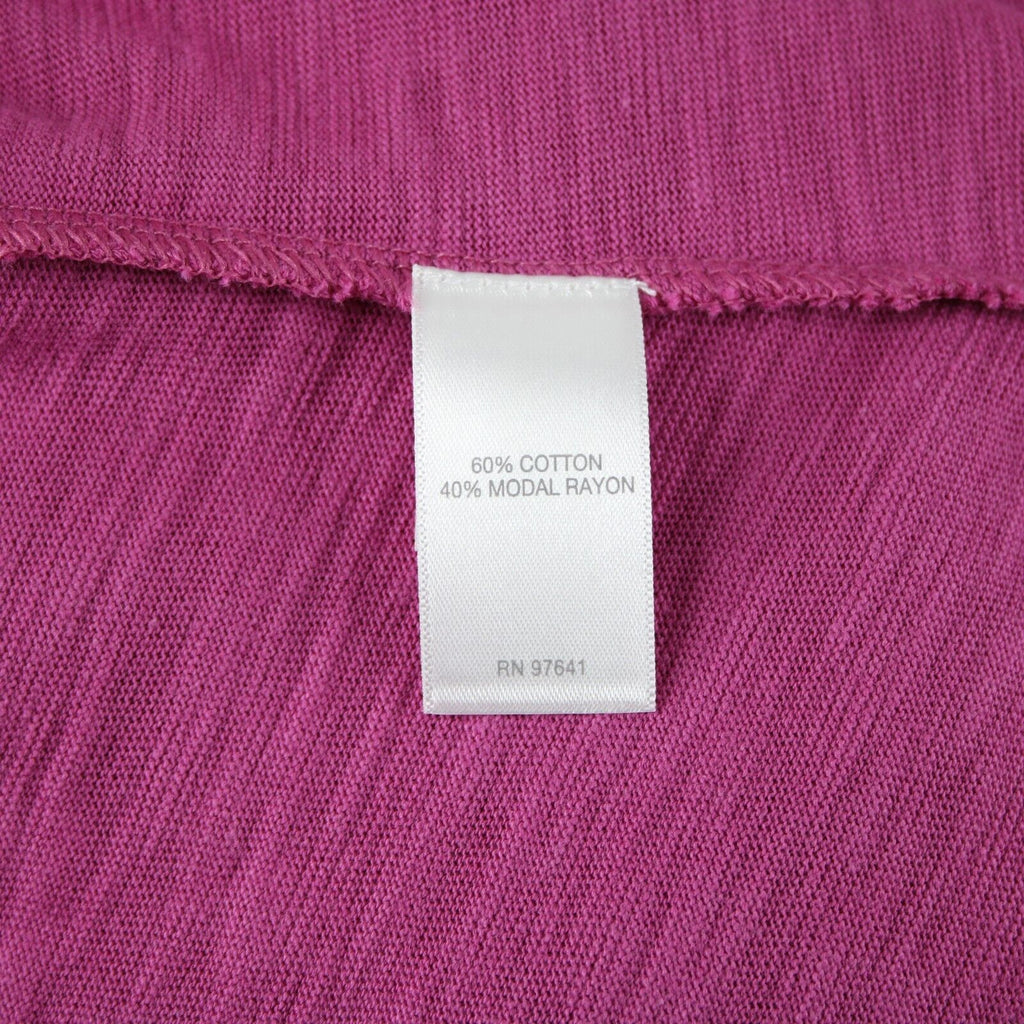 60% COTTON
40% MODAL RAYON
RN 97641